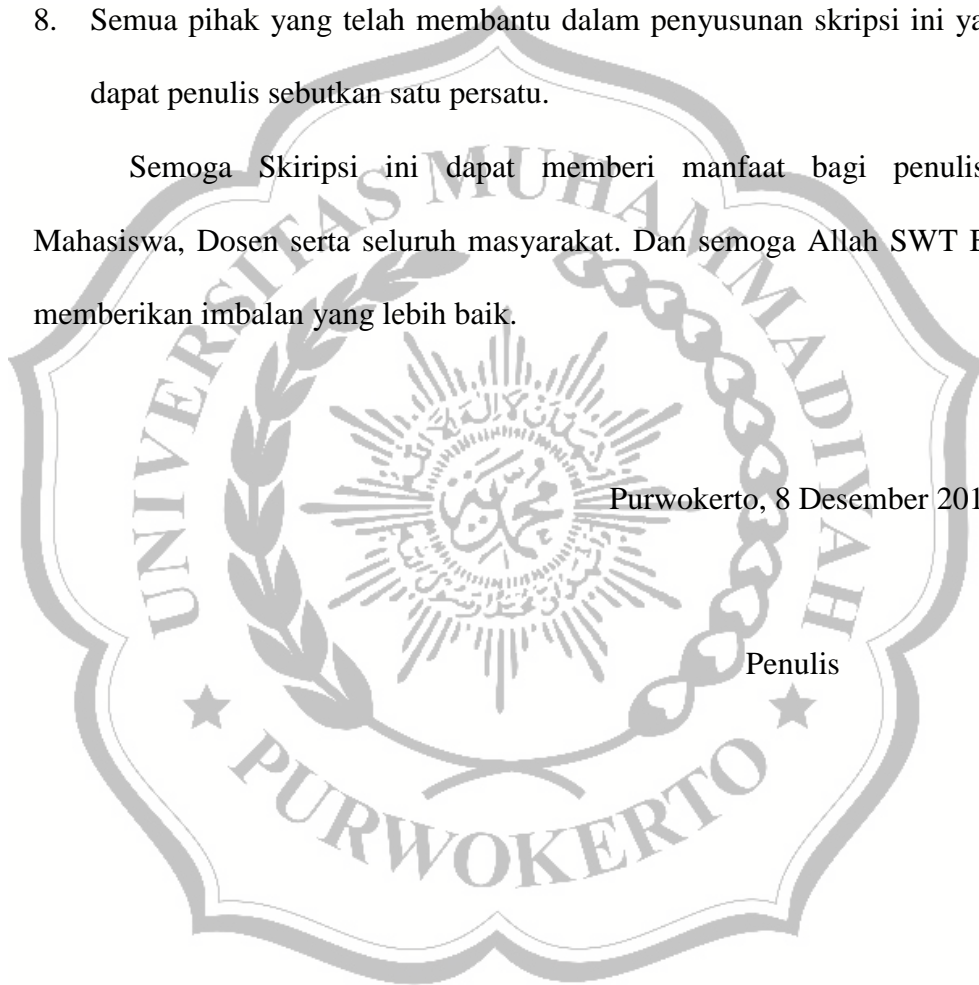 8. Semua pihak yang telah membantu dalam penyusunan skripsi ini ya
dapat penulis sebutkan satu persatu.
Semoga Skiripsi ini dapat memberi manfaat bagi penulis
Mahasiswa, Dosen serta seluruh masyarakat. Dan semoga Allah SWT
memberikan imbalan yang lebih baik.
Purwokerto, 8 Desember 201
Penulis
UNIVERSITAS MUHAMMADIYAH
PURWOKERTO